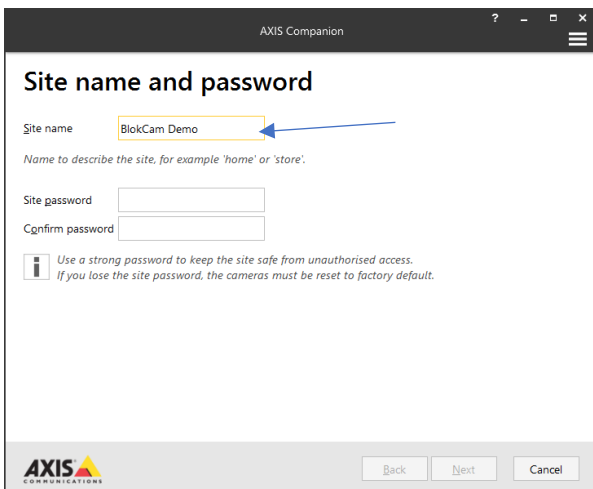 AXIS Companion
?
Site name and password
Site name BlokCam Demo
Name to describe the site, for example 'home' or 'store'.
Site password
Confirm password
i Use a strong password to keep the site safe from unauthorised access.
If you lose the site password, the cameras must be reset to factory default.
AXIS
COMMUNICATIONS
Back Next Cancel